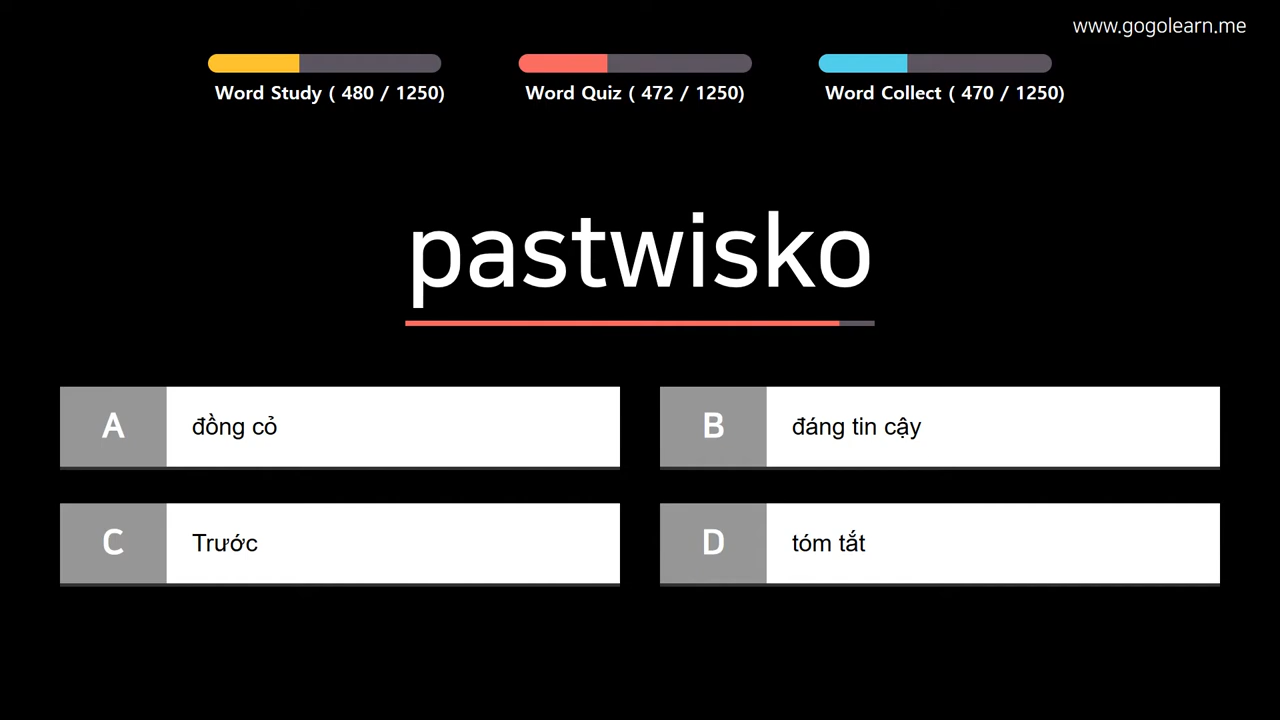 www.gogolearn.me
Word Study ( 480 / 1250)
Word Quiz ( 472 / 1250)
Word Collect ( 470 / 1250)
pastwisko
A đồng cỏ
B đáng tin cậy
C Trước
D tóm tắt